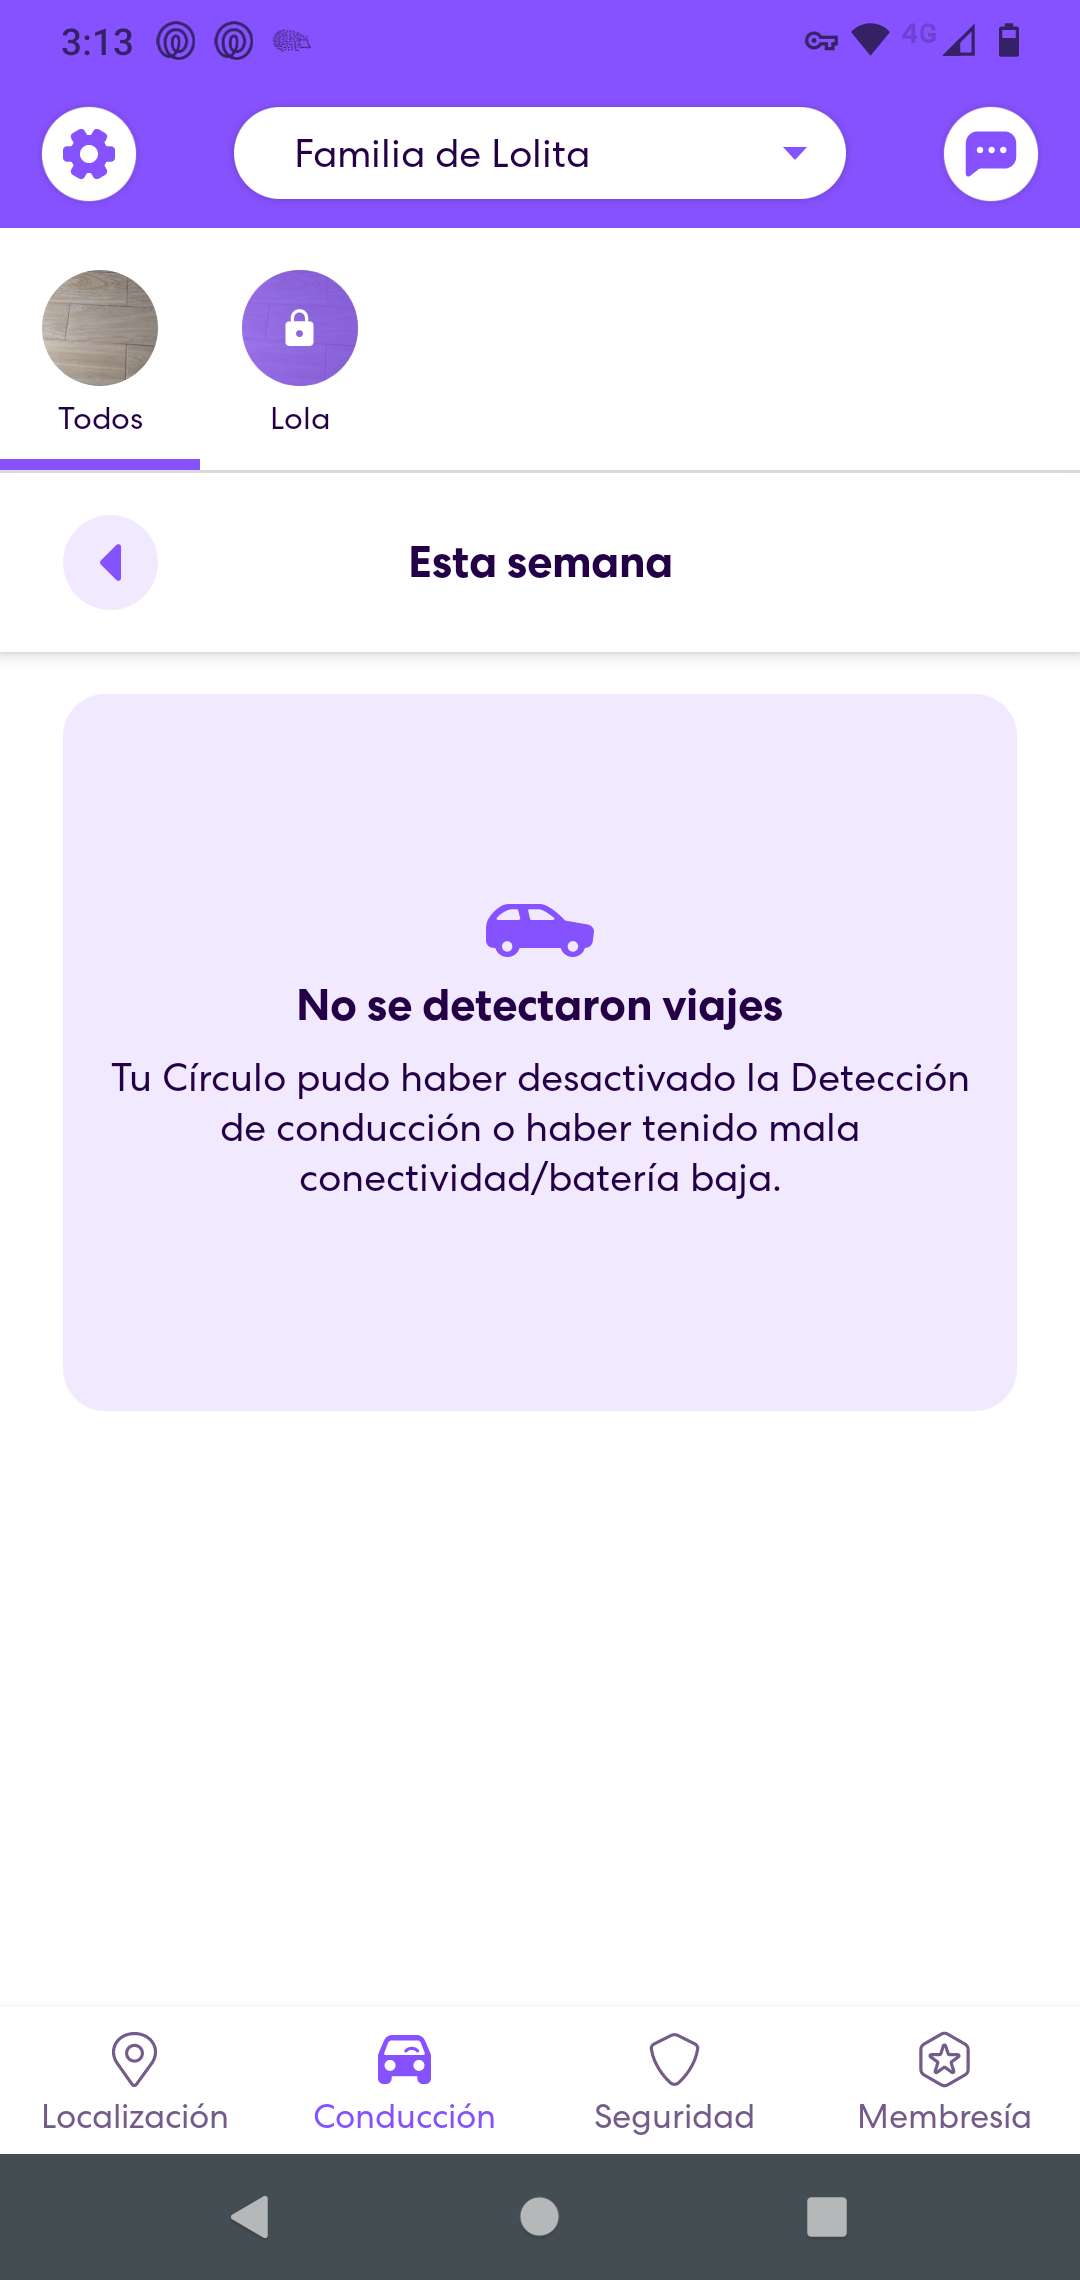 3:13
4G
Familia de Lolita
Todos
Lola
Esta semana
No se detectaron viajes
Tu Círculo pudo haber desactivado la Detección
de conducción o haber tenido mala
conectividad/batería baja.
Localización
Conducción
Seguridad
Membresía